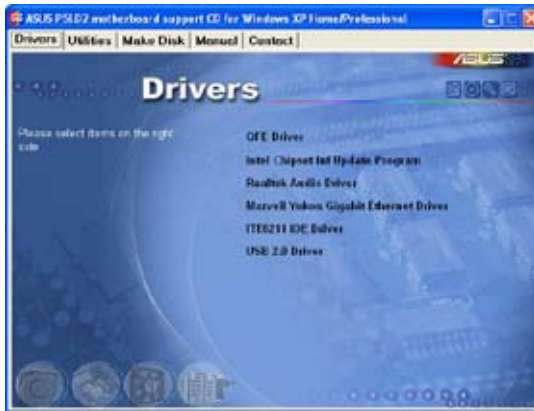 ASUS P5LD2 motherboard support CD for Windows XP Home/Professional
Drivers Utilities Make Disk Manual Contact
ASUS
Drivers
Please select items on the right
side
Intel Chipset Inf Update Program
Realtek Audio Driver
Marvell Yukon Gigabit Ethernet Driver
ITE8211 IDE Driver
USB 2.0 Driver